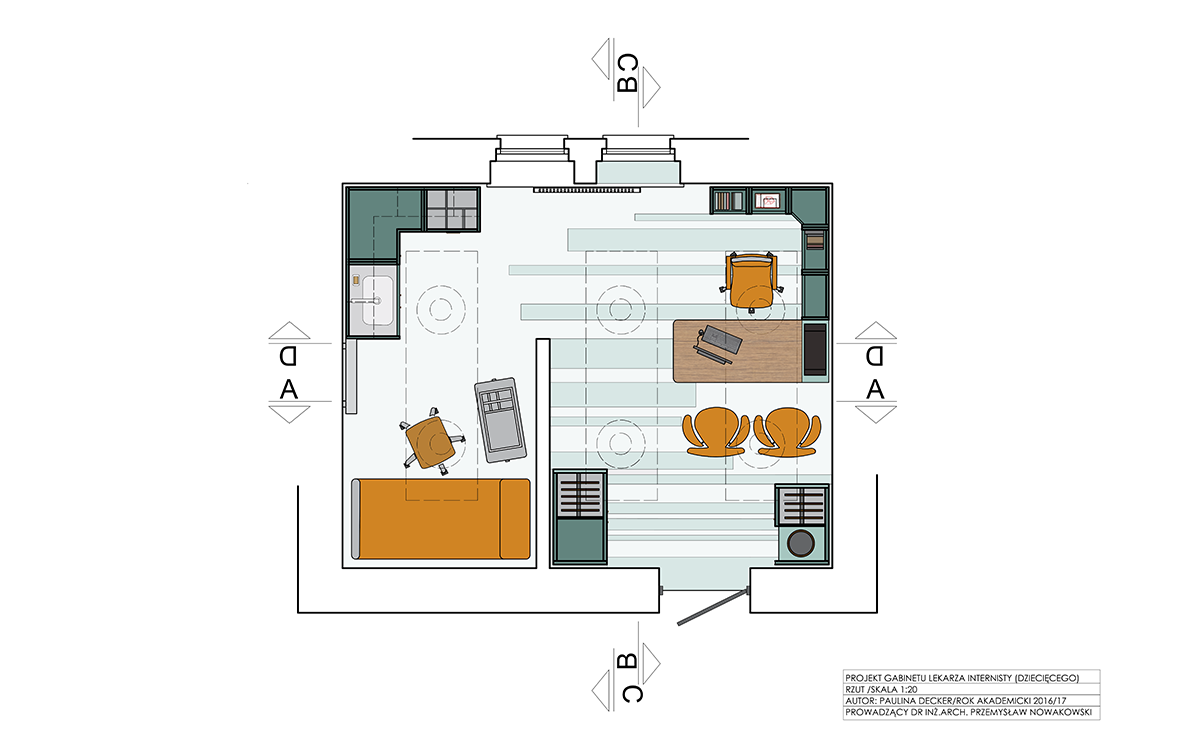 C
B
D
D
A
A
B
C
PROJEKT GABINETU LEKARZA INTERNISTY (DZIECIĘCEGO)
RZUT /SKALA 1:20
AUTOR: PAULINA DECKER/ROK AKADEMICKI 2016/17
PROWADZĄCY DR INŻ.ARCH. PRZEMYSŁAW NOWAKOWSKI